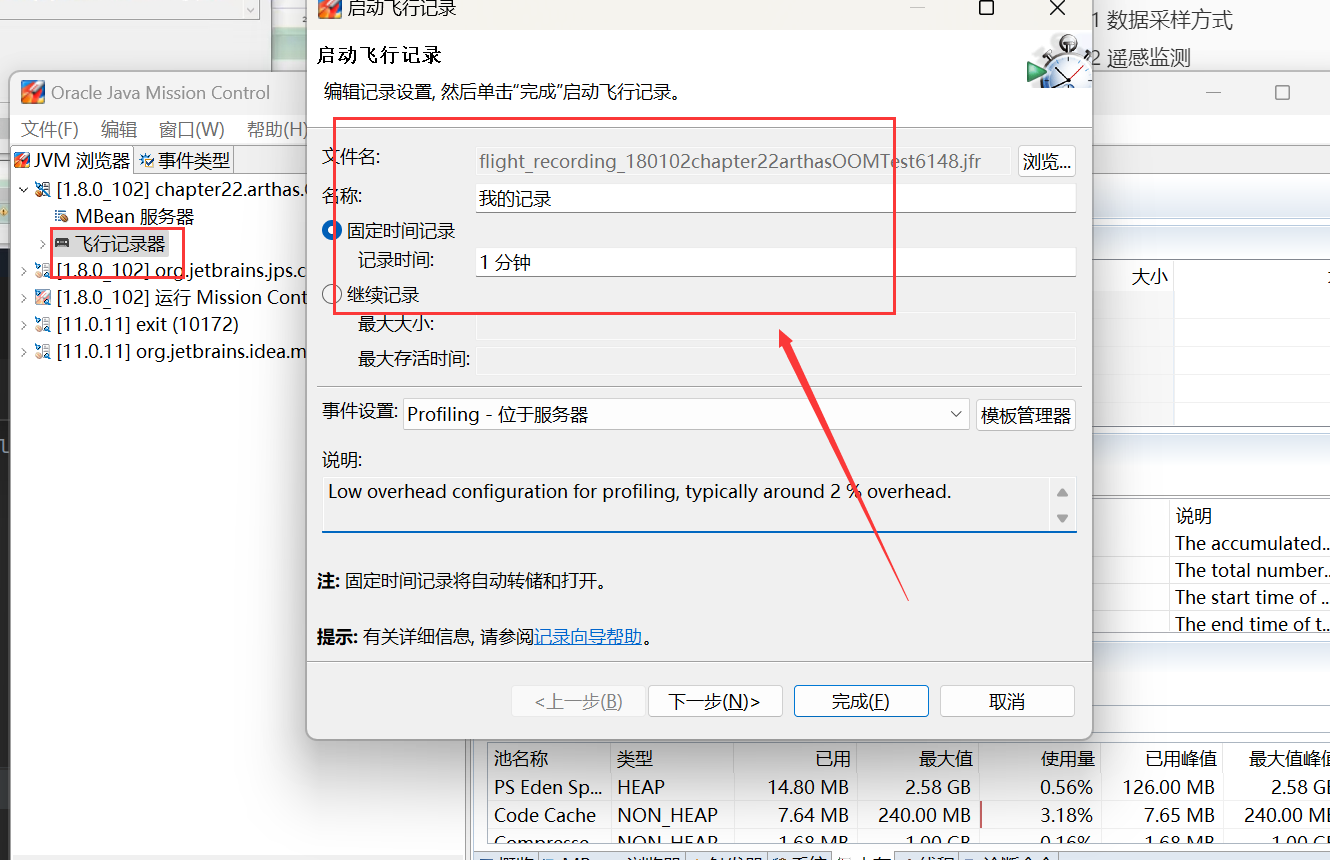 启动飞行记录
启动飞行记录
编辑记录设置, 然后单击“完成”启动飞行记录。
1 数据采样方式
2 遥感监测
Oracle Java Mission Control
文件(F) 编辑 窗口(W) 帮助(H)
JVM 浏览器 事件类型
[1.8.0_102] chapter22.arthas.
MBean 服务器
飞行记录器
[1.8.0_102] org.jetbrains.jps.c
[1.8.0_102] 运行 Mission Cont
[11.0.11] exit (10172)
[11.0.11] org.jetbrains.idea.m
文件名: flight_recording_180102chapter22arthasOOMTest6148.jfr 浏览...
名称: 我的记录
固定时间记录
记录时间: 1 分钟
继续记录
最大大小:
最大存活时间:
事件设置: Profiling - 位于服务器 模板管理器
说明:
Low overhead configuration for profiling, typically around 2 % overhead.
注: 固定时间记录将自动转储和打开。
提示: 有关详细信息, 请参阅记录向导帮助。
<上一步(B) 下一步(N)> 完成(F) 取消
大小
说明
The accumulated...
The total number...
The start time of ...
The end time of t...
池名称 类型 已用 最大值 使用量 已用峰值 最大值峰值
PS Eden Sp... HEAP 14.80 MB 2.58 GB 0.56% 126.00 MB 2.58 GB
Code Cache NON_HEAP 7.64 MB 240.00 MB 3.18% 7.65 MB 240.00 MB
Compresse NON_HEAP 1.68 MB 1.00 GB 0.16% 1.68 MB 1.00 GB